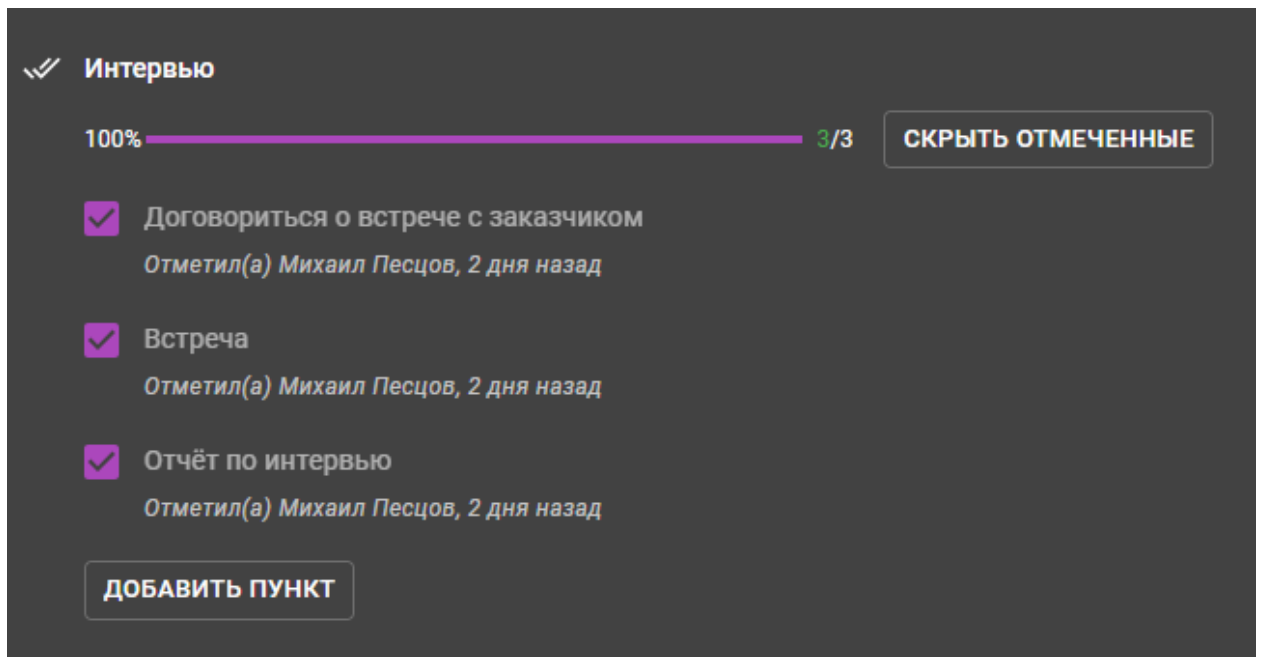 Интервью
100% 3/3 СКРЫТЬ ОТМЕЧЕННЫЕ
Договориться о встрече с заказчиком
Отметил(а) Михаил Песцов, 2 дня назад
Встреча
Отметил(а) Михаил Песцов, 2 дня назад
Отчёт по интервью
Отметил(а) Михаил Песцов, 2 дня назад
ДОБАВИТЬ ПУНКТ